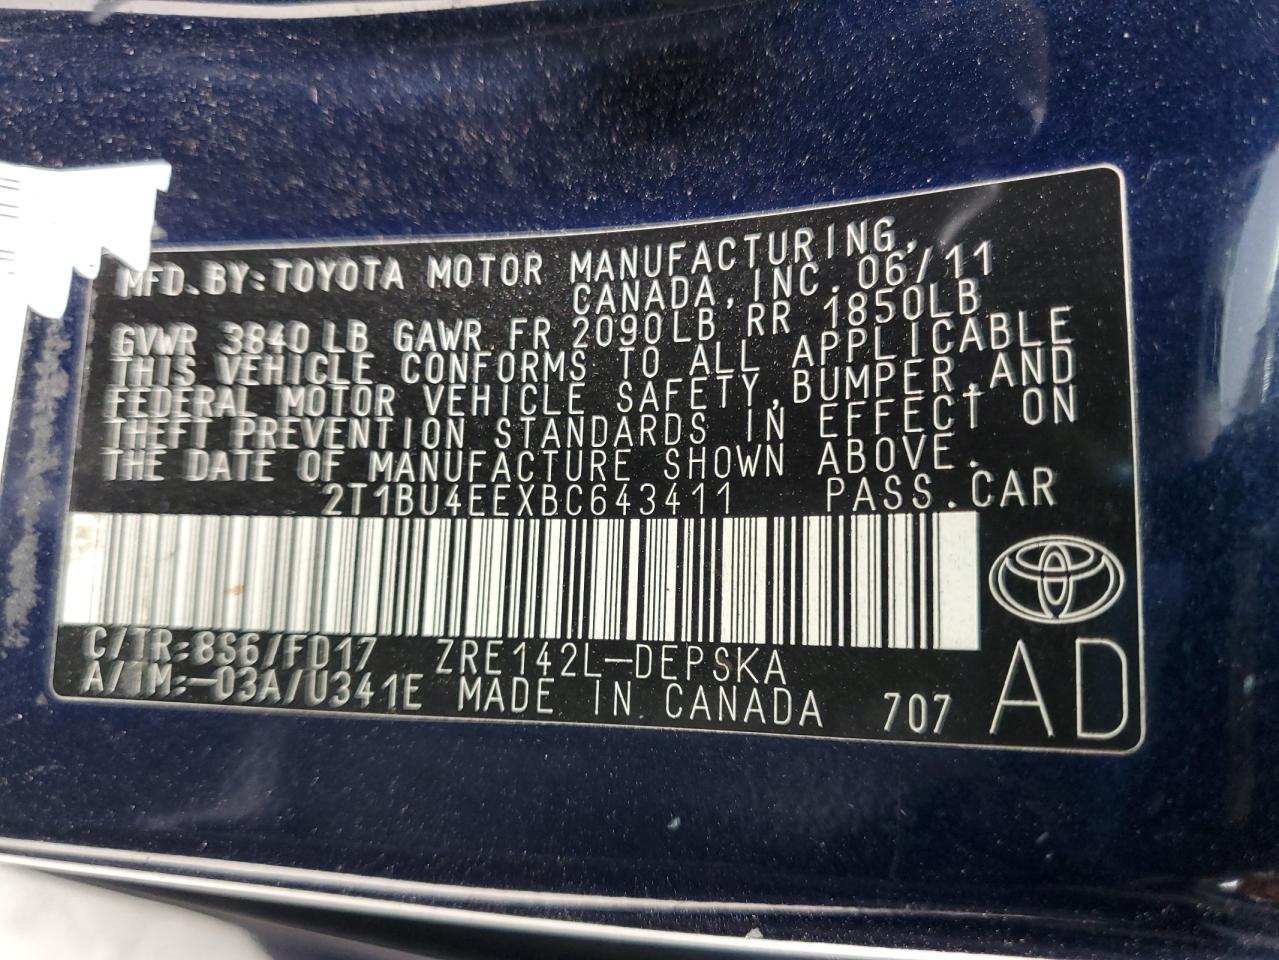 MFD. BY: TOYOTA MOTOR MANUFACTURING,
CANADA, INC. 06/11
GVWR 3840 LB GAWR FR 2090LB RR 1850LB
THIS VEHICLE CONFORMS TO ALL APPLICABLE
FEDERAL MOTOR VEHICLE SAFETY, BUMPER, AND
THEFT PREVENTION STANDARDS IN EFFECT ON
THE DATE OF MANUFACTURE SHOWN ABOVE.
2T1BU4EEXBC643411 PASS. CAR
C/TR:8S6/FD17 ZRE142L-DEPSKA
A/TM:-03A/U341E MADE IN CANADA 707 AD